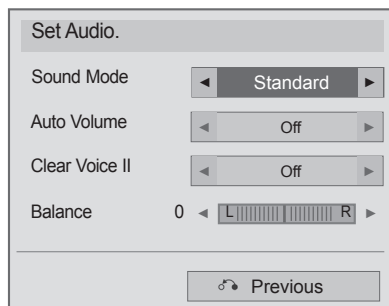 Set Audio.
Sound Mode ◄ Standard ►
Auto Volume ◄ Off ►
Clear Voice II ◄ Off ►
Balance 0 ◄ L R ►
Previous